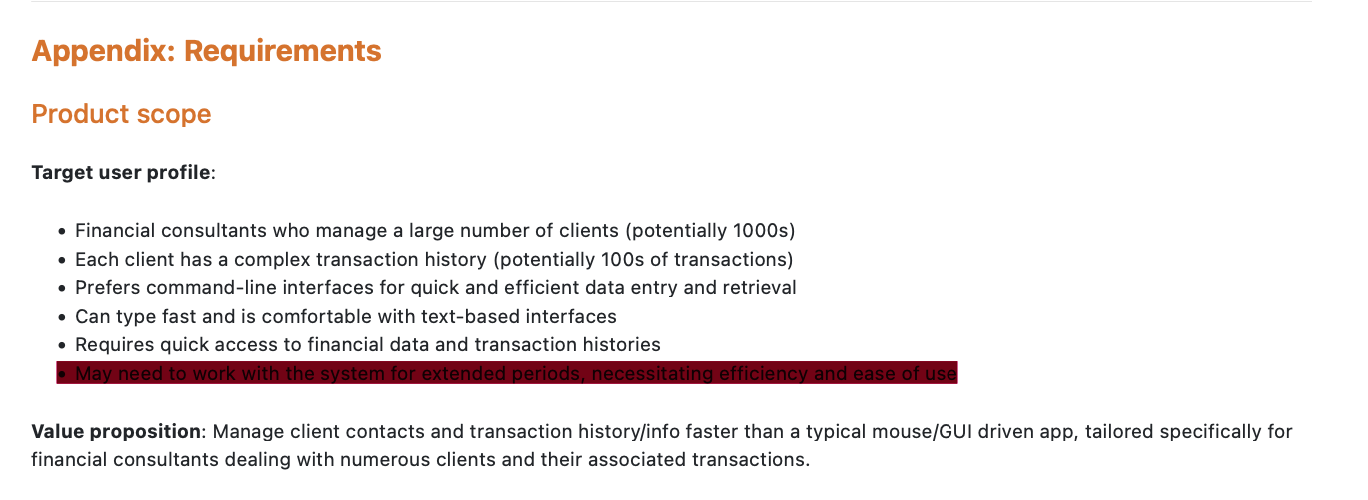 Appendix: Requirements
Product scope
Target user profile:
• Financial consultants who manage a large number of clients (potentially 1000s)
• Each client has a complex transaction history (potentially 100s of transactions)
• Prefers command-line interfaces for quick and efficient data entry and retrieval
• Can type fast and is comfortable with text-based interfaces
• Requires quick access to financial data and transaction histories
• May need to work with the system for extended periods, necessitating efficiency and ease of use
Value proposition: Manage client contacts and transaction history/info faster than a typical mouse/GUI driven app, tailored specifically for
financial consultants dealing with numerous clients and their associated transactions.